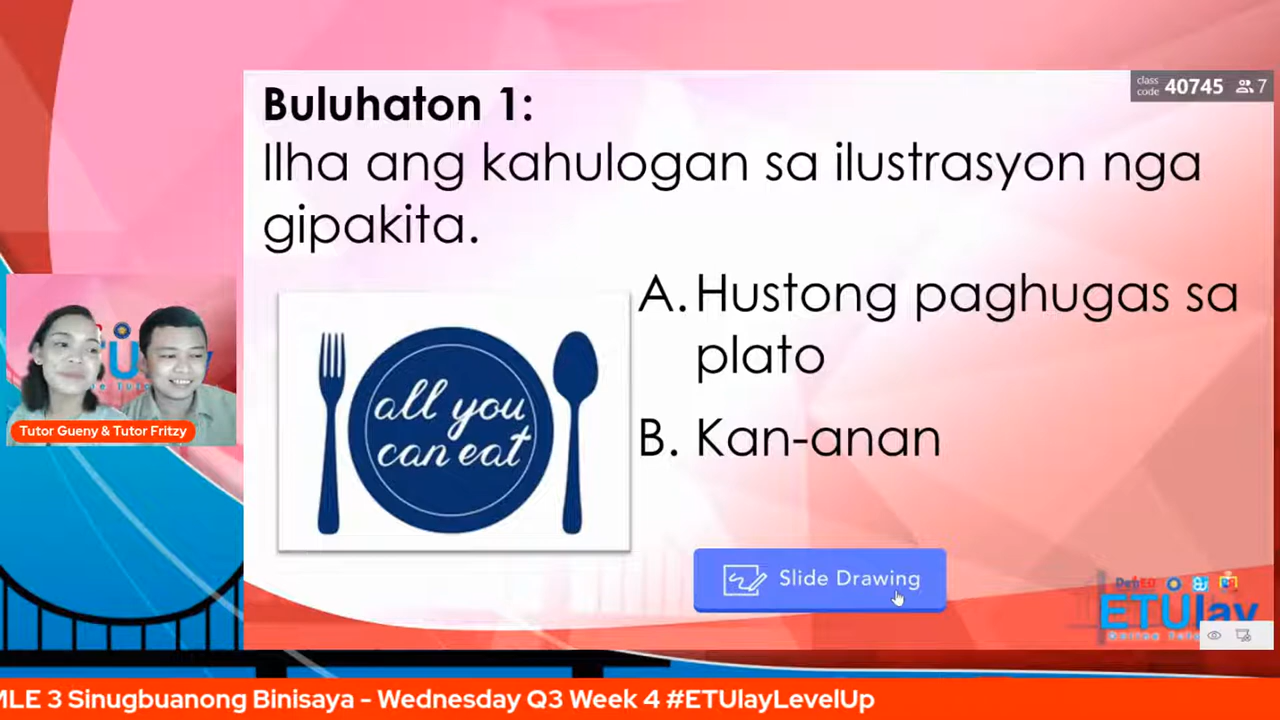 Buluhaton 1:
Ilha ang kahulogan sa ilustrasyon nga
gipakita.
class
code 40745 7
A. Hustong paghugas sa
plato
B. Kan-anan
all you
can eat
Slide Drawing
Tutor Gueny & Tutor Fritzy
DepED
ETUlay
MLE 3 Sinugbuanong Binisaya - Wednesday Q3 Week 4 #ETUlayLevelUp